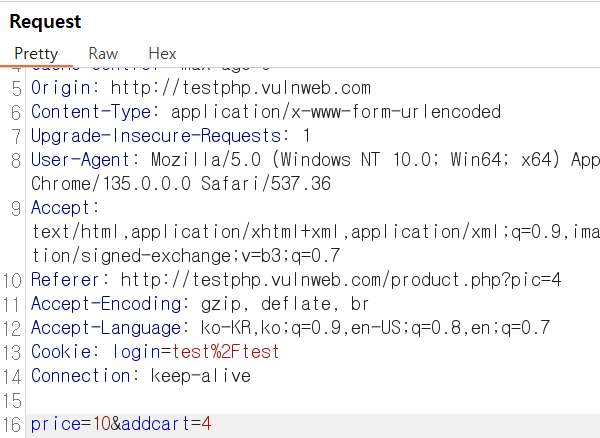 Request
Pretty Raw Hex
5 Origin: http://testphp.vulnweb.com
6 Content-Type: application/x-www-form-urlencoded
7 Upgrade-Insecure-Requests: 1
8 User-Agent: Mozilla/5.0 (Windows NT 10.0; Win64; x64) App
Chrome/135.0.0.0 Safari/537.36
9 Accept:
text/html,application/xhtml+xml,application/xml;q=0.9,ima
tion/signed-exchange;v=b3;q=0.7
10 Referer: http://testphp.vulnweb.com/product.php?pic=4
11 Accept-Encoding: gzip, deflate, br
12 Accept-Language: ko-KR,ko;q=0.9,en-US;q=0.8,en;q=0.7
13 Cookie: login=test%2Ftest
14 Connection: keep-alive
15
16 price=10&addcart=4